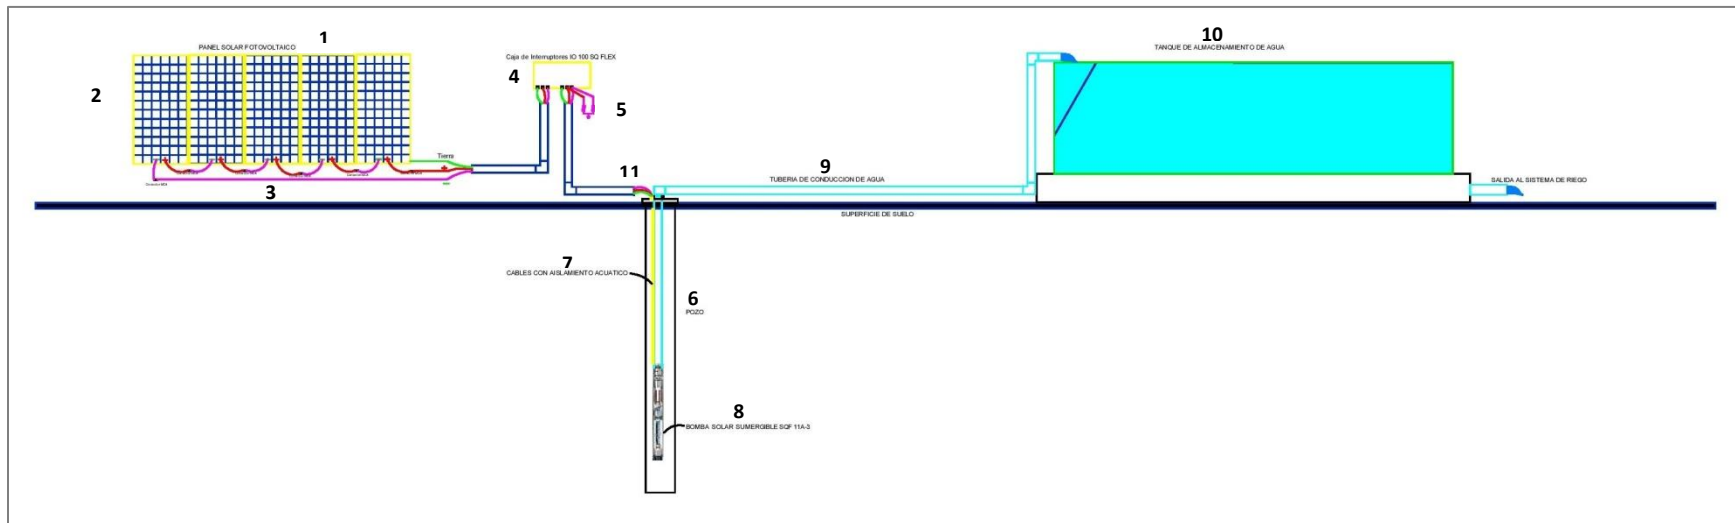 1
PANEL SOLAR FOTOVOLTAICO
2
3
Tierra
+
-
4
Caja de Interruptores IO 100 SQ FLEX
5
11
9
TUBERIA DE CONDUCCION DE AGUA
10
TANQUE DE ALMACENAMIENTO DE AGUA
SALIDA AL SISTEMA DE RIEGO
SUPERFICIE DE SUELO
7
CABLES CON AISLAMIENTO ACUATICO
6
POZO
8
BOMBA SOLAR SUMERGIBLE SQF 11A-3